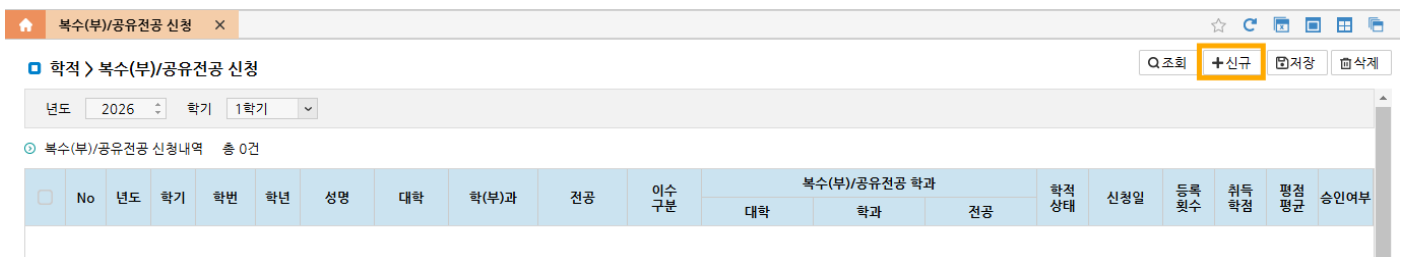 복수(부)/공유전공 신청 ×
학적 > 복수(부)/공유전공 신청
조회 +신규 저장 삭제
년도 2026 학기 1학기
복수(부)/공유전공 신청내역 총 0건
No 년도 학기 학번 학년 성명 대학 학(부)과 전공 이수구분 복수(부)/공유전공 학과 학적상태 신청일 등록횟수 취득학점 평점평균 승인여부
대학 학과 전공